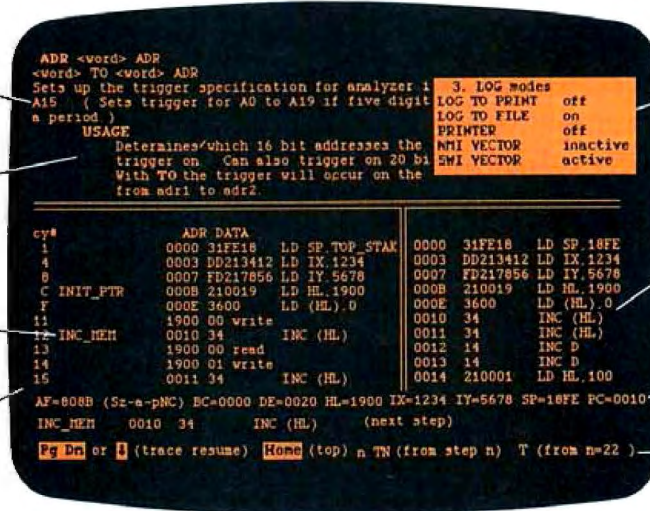 ADR <word> ADR
<word> TO <word> ADR
Sets up the trigger specification for analyzer i
A15 ( Sets trigger for A0 to A19 if five digit
a period )
USAGE
Determines which 16 bit addresses the
trigger on Can also trigger on 20 bi
With TO the trigger will occur on the
from adr1 to adr2.
3. LOG modes
LOG TO PRINT off
LOG TO FILE on
PRINTER off
NMI VECTOR inactive
SWI VECTOR active
cy# ADR DATA
1 0000 31FE18 LD SP,TOP_STAK
4 0003 DD213412 LD IX,1234
8 0007 FD217856 LD IY,5678
C INIT_PTR 000B 210019 LD HL,1900
F 000E 3600 LD (HL),0
11 1900 00 write
12 INC_MEM 0010 34 INC (HL)
13 1900 00 read
14 1900 01 write
15 0011 34 INC (HL)
0000 31FE18 LD SP,18FE
0003 DD213412 LD IX,1234
0007 FD217856 LD IY,5678
000B 210019 LD HL,1900
000E 3600 LD (HL),0
0010 34 INC (HL)
0011 34 INC (HL)
0012 14 INC D
0013 14 INC D
0014 210001 LD HL,100
AF=808B (Sz-a-pNC) BC=0000 DE=0020 HL=1900 IX=1234 IY=5678 SP=18FE PC=0010
INC_MEM 0010 34 INC (HL) (next step)
Pg Dn or ↓ (trace resume) Home (top) n TN (from step n) T (from n=22 )